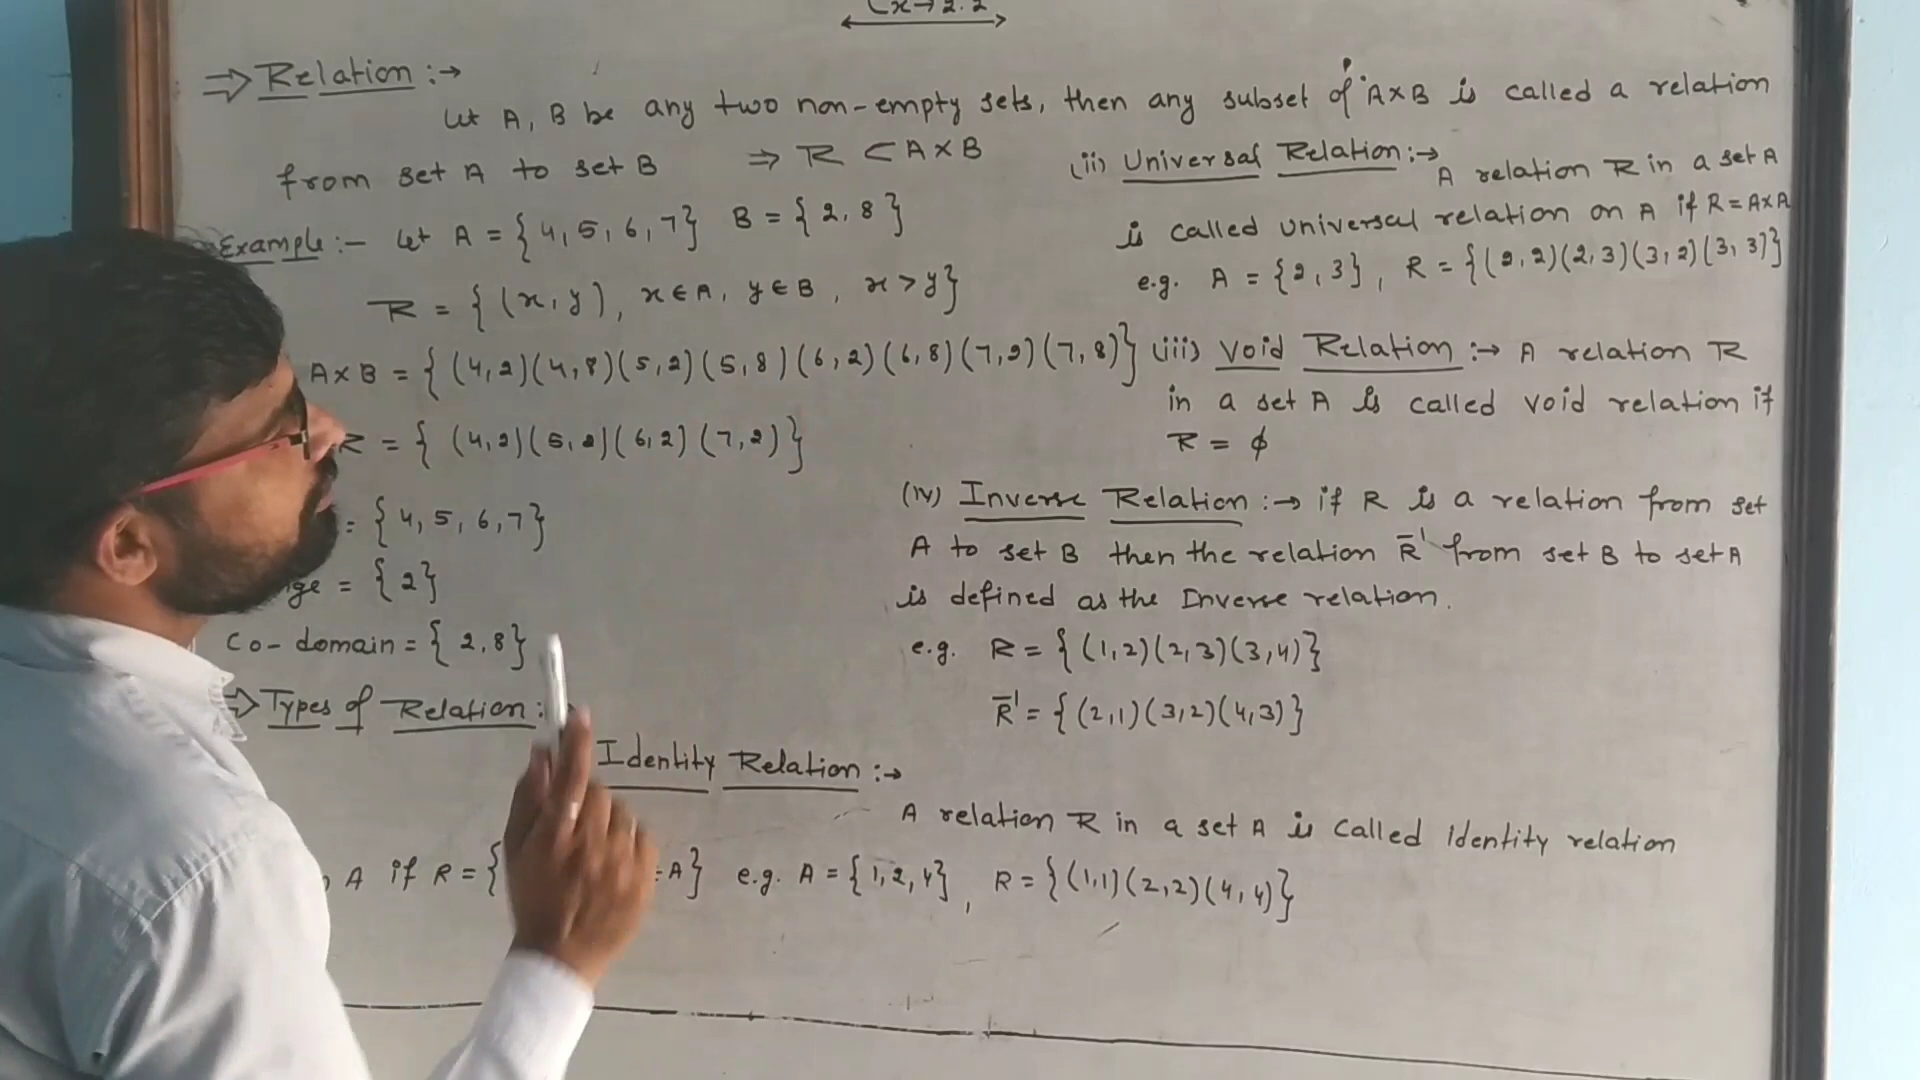 Ex→2.2
⇒ Relation :→
Let A, B be any two non-empty sets, then any subset of A×B is called a relation
from set A to set B ⇒ R ⊂ A×B
Example:- Let A = {4, 5, 6, 7} B = {2, 8}
R = {(x, y), x∈A, y∈B, x>y}
A×B = {(4,2)(4,8)(5,2)(5,8)(6,2)(6,8)(7,2)(7,8)}
R = {(4,2)(5,2)(6,2)(7,2)}
= {4, 5, 6, 7}
= {2}
Co-domain = {2, 8}
⇒ Types of Relation :
Identity Relation :→
A relation R in a set A is called identity relation
A if R = { A} e.g. A = {1, 2, 4}, R = {(1,1)(2,2)(4,4)}
(ii) Universal Relation :→ A relation R in a set A
is called universal relation on A if R = A×A
e.g. A = {2, 3}, R = {(2,2)(2,3)(3,2)(3,3)}
(iii) Void Relation :→ A relation R
in a set A is called void relation if
R = ϕ
(iv) Inverse Relation :→ if R is a relation from set
A to set B then the relation R⁻¹ from set B to set A
is defined as the Inverse relation.
e.g. R = {(1,2)(2,3)(3,4)}
R⁻¹ = {(2,1)(3,2)(4,3)}